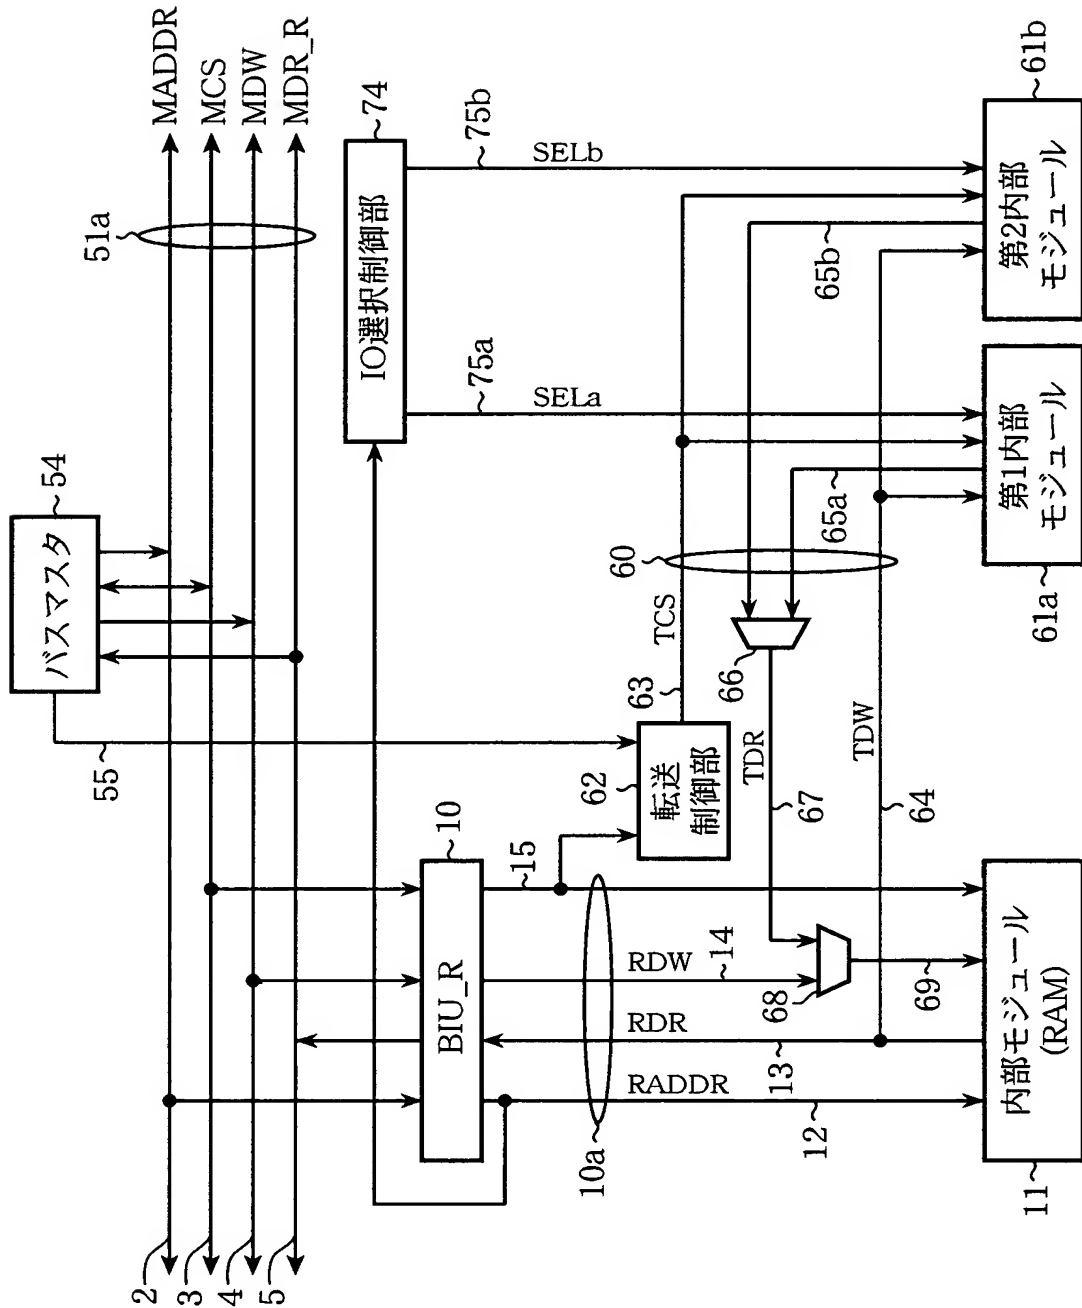 MADDR
MCS
MDW
MDR_R
51a
74
IO選択制御部
75b
SELb
75a
SELa
61b
第2内部
モジュール
65b
54
バスマスタ
55
60
TCS
63
66
65a
第1内部
モジュール
61a
62
転送
制御部
TDR
67
TDW
64
10
BIU_R
15
10a
RDW
14
RDR
13
RADDR
12
68
69
内部モジュール
(RAM)
11
2
3
4
5